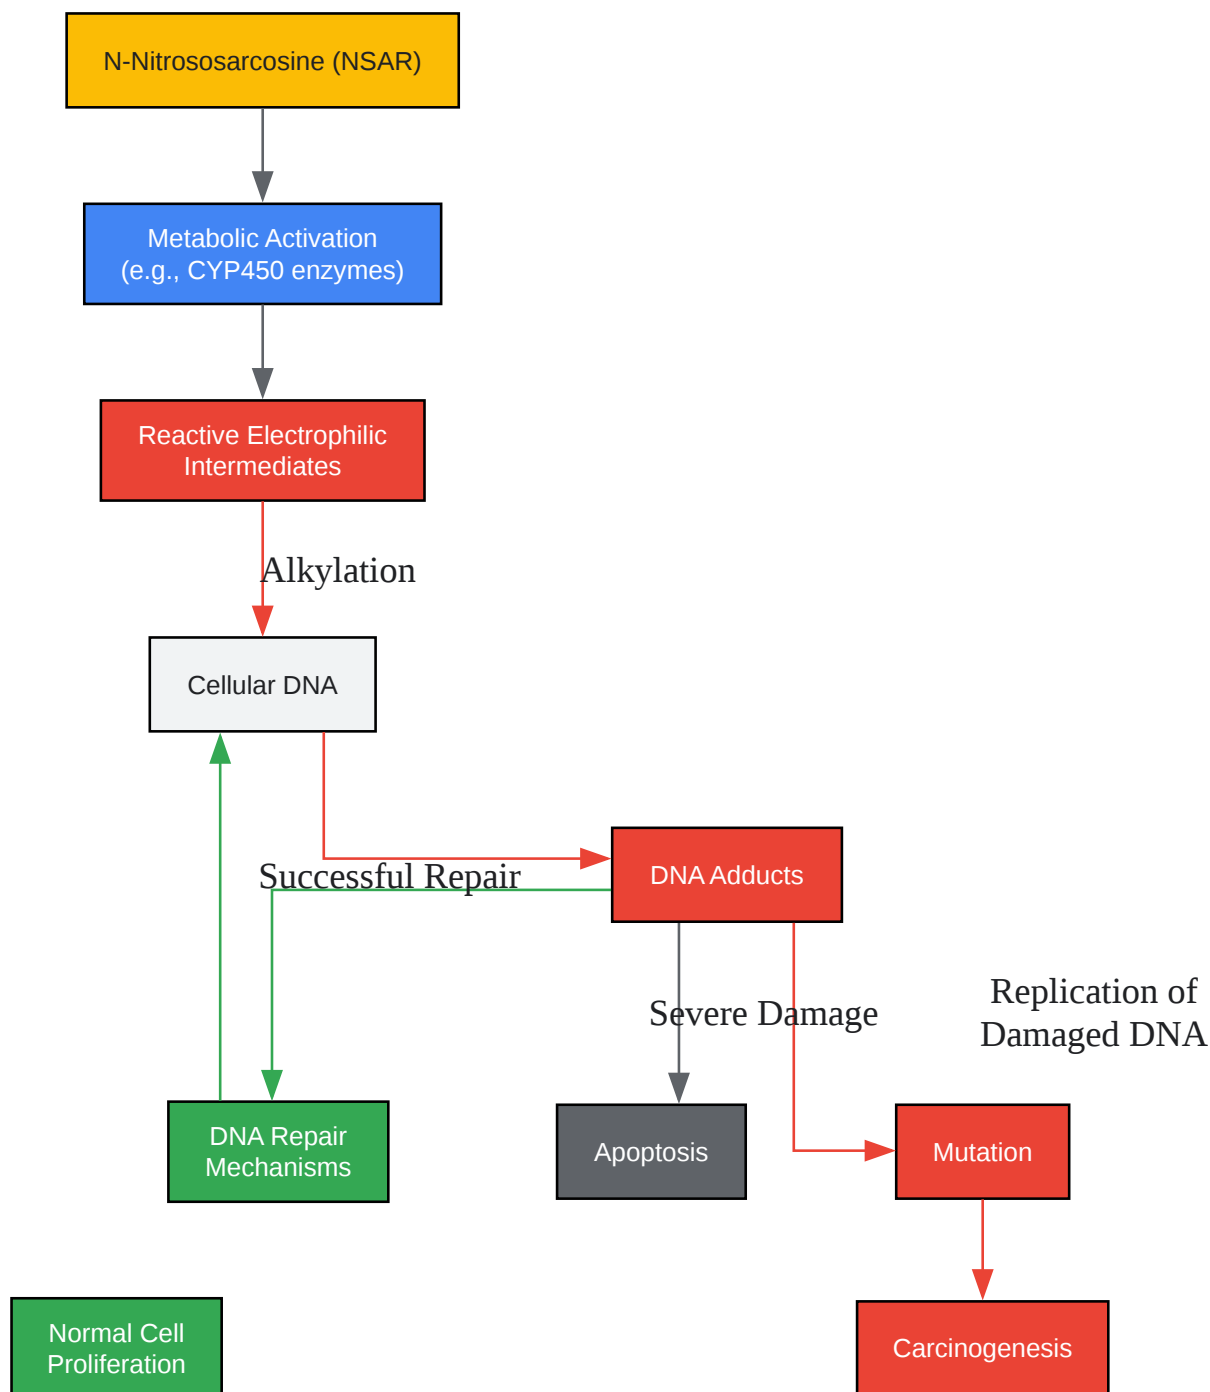 N-Nitrososarcosine (NSAR)
Metabolic Activation
(e.g., CYP450 enzymes)
Reactive Electrophilic
Intermediates
Alkylation
Cellular DNA
DNA Adducts
Successful Repair
Severe Damage
Replication of
Damaged DNA
DNA Repair
Mechanisms
Apoptosis
Mutation
Normal Cell
Proliferation
Carcinogenesis